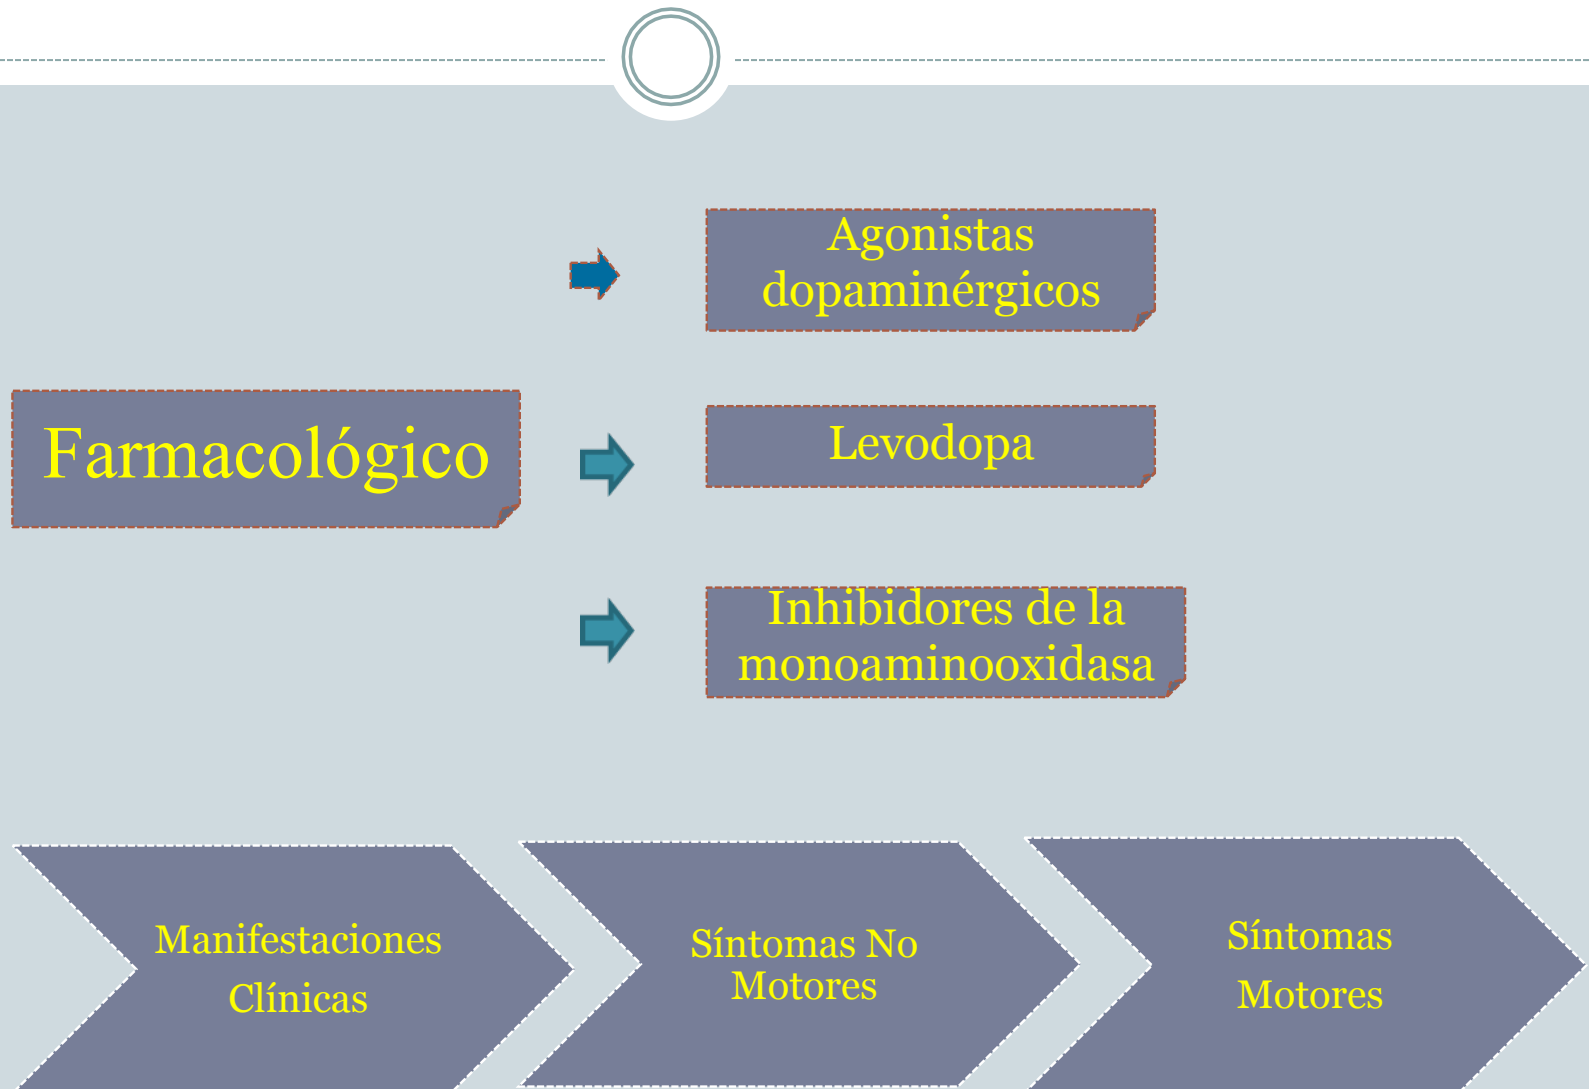 Agonistas
dopaminérgicos
Farmacológico
Levodopa
Inhibidores de la
monoaminooxidasa
Manifestaciones
Clínicas
Síntomas No
Motores
Síntomas
Motores